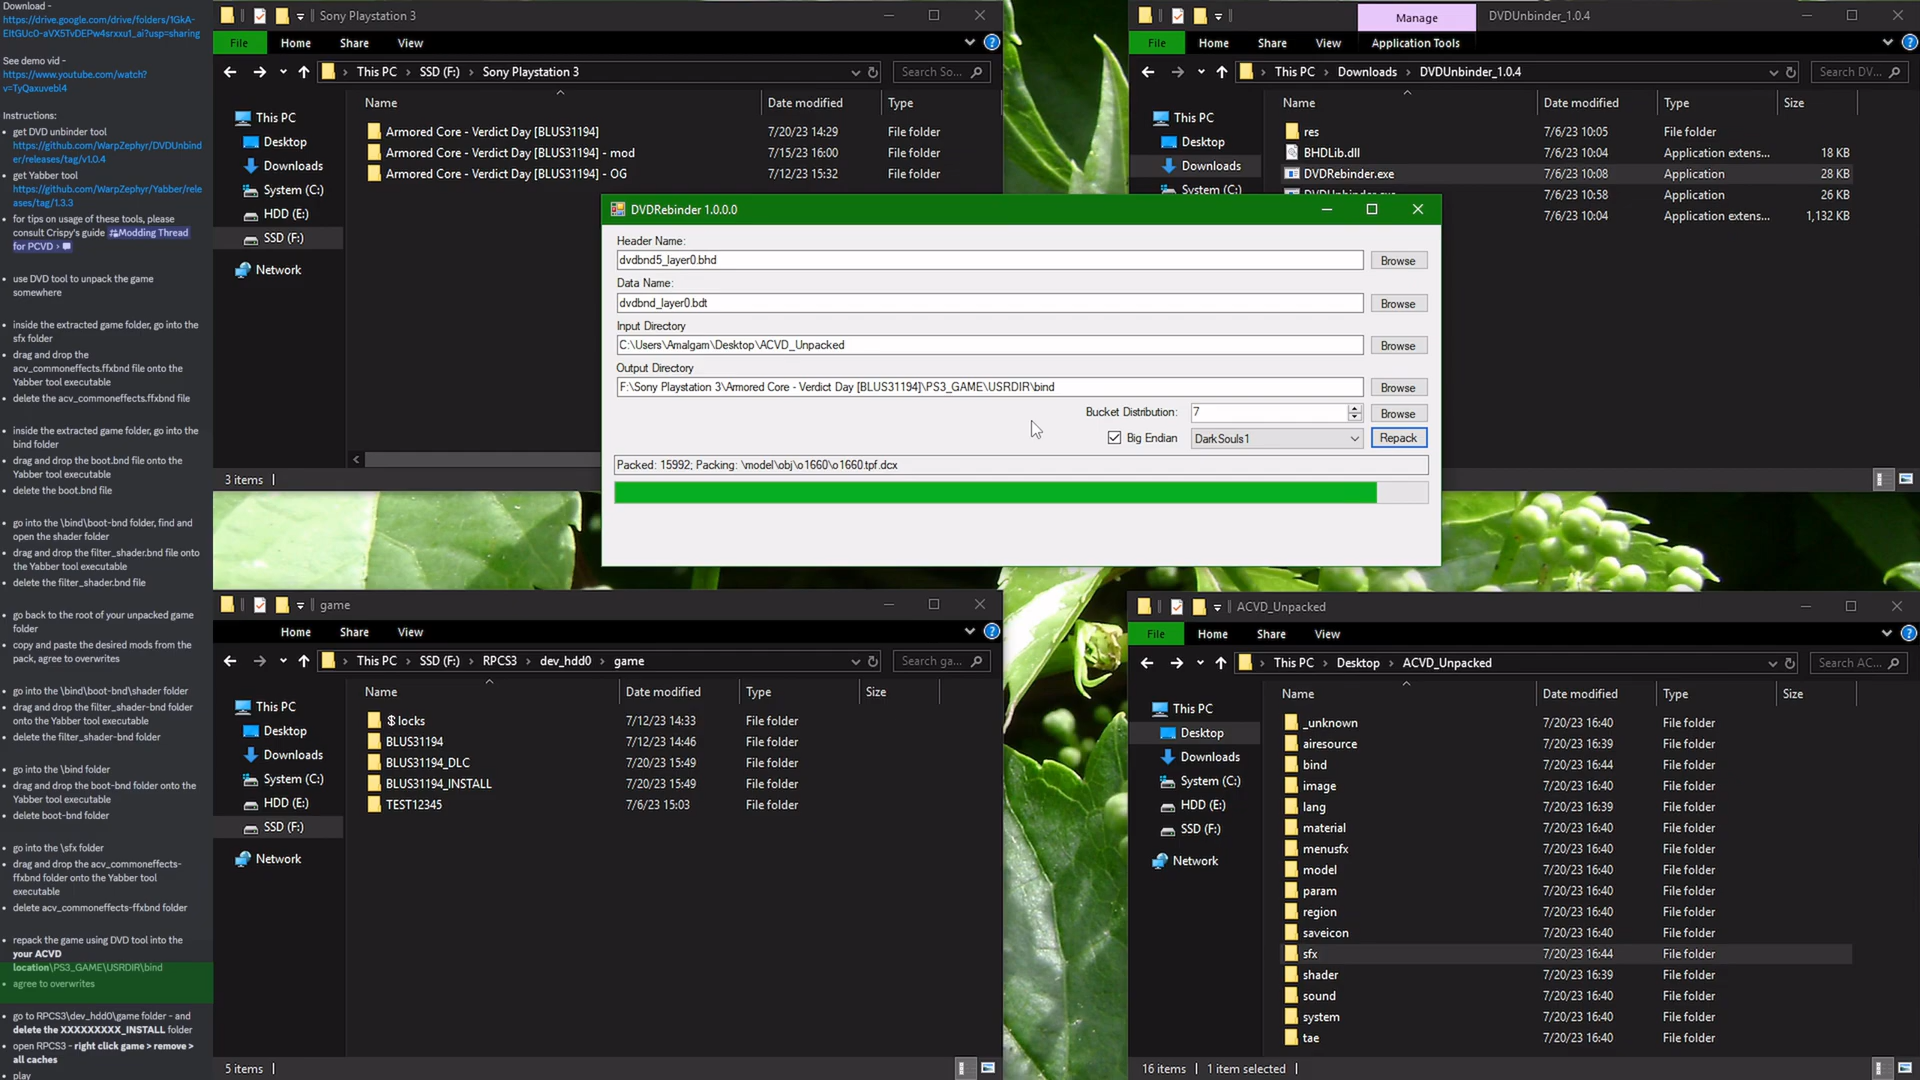 Download -
https://drive.google.com/drive/folders/1GkA-
EItGUc0-aVX5TvDEPw4srxxu1_ai?usp=sharing
See demo vid -
https://www.youtube.com/watch?
v=TyQaxuvebl4
Instructions:
• get DVD unbinder tool
https://github.com/WarpZephyr/DVDUnbind
er/releases/tag/v1.0.4
• get Yabber tool
https://github.com/WarpZephyr/Yabber/rele
ases/tag/1.3.3
• for tips on usage of these tools, please
consult Crispy's guide #Modding Thread
for PCVD ›
• use DVD tool to unpack the game
somewhere
• inside the extracted game folder, go into the
sfx folder
• drag and drop the
acv_commoneffects.ffxbnd file onto the
Yabber tool executable
• delete the acv_commoneffects.ffxbnd file
• inside the extracted game folder, go into the
bind folder
• drag and drop the boot.bnd file onto the
Yabber tool executable
• delete the boot.bnd file
• go into the \bind\boot-bnd folder, find and
open the shader folder
• drag and drop the filter_shader.bnd file onto
the Yabber tool executable
• delete the filter_shader.bnd file
• go back to the root of your unpacked game
folder
• copy and paste the desired mods from the
pack, agree to overwrites
• go into the \bind\boot-bnd\shader folder
• drag and drop the filter_shader-bnd folder
onto the Yabber tool executable
• delete the filter_shader-bnd folder
• go into the \bind folder
• drag and drop the boot-bnd folder onto the
Yabber tool executable
• delete boot-bnd folder
• go into the \sfx folder
• drag and drop the acv_commoneffects-
ffxbnd folder onto the Yabber tool
executable
• delete acv_commoneffects-ffxbnd folder
• repack the game using DVD tool into the
your ACVD
location\PS3_GAME\USRDIR\bind
• agree to overwrites
• go to RPCS3\dev_hdd0\game folder - and
delete the XXXXXXXXX_INSTALL folder
• open RPCS3 - right click game > remove >
all caches
• play
Sony Playstation 3
File Home Share View
This PC › SSD (F:) › Sony Playstation 3
Search So...
Name Date modified Type
This PC
Desktop
Downloads
System (C:)
HDD (E:)
SSD (F:)
Network
Armored Core - Verdict Day [BLUS31194] 7/20/23 14:29 File folder
Armored Core - Verdict Day [BLUS31194] - mod 7/15/23 16:00 File folder
Armored Core - Verdict Day [BLUS31194] - OG 7/12/23 15:32 File folder
3 items
Manage
DVDUnbinder_1.0.4
File Home Share View Application Tools
This PC › Downloads › DVDUnbinder_1.0.4
Search DV...
Name Date modified Type Size
This PC
Desktop
Downloads
System (C:)
res 7/6/23 10:05 File folder
BHDLib.dll 7/6/23 10:04 Application extens... 18 KB
DVDRebinder.exe 7/6/23 10:08 Application 28 KB
DVDUnbinder.exe 7/6/23 10:58 Application 26 KB
7/6/23 10:04 Application extens... 1,132 KB
DVDRebinder 1.0.0.0
Header Name:
dvdbnd5_layer0.bhd
Browse
Data Name:
dvdbnd_layer0.bdt
Browse
Input Directory
C:\Users\Amalgam\Desktop\ACVD_Unpacked
Browse
Output Directory
F:\Sony Playstation 3\Armored Core - Verdict Day [BLUS31194]\PS3_GAME\USRDIR\bind
Browse
Bucket Distribution: 7
Browse
Big Endian DarkSouls1
Repack
Packed: 15992; Packing: \model\obj\o1660\o1660.tpf.dcx
game
Home Share View
This PC › SSD (F:) › RPCS3 › dev_hdd0 › game
Search ga...
Name Date modified Type Size
This PC
Desktop
Downloads
System (C:)
HDD (E:)
SSD (F:)
Network
$locks 7/12/23 14:33 File folder
BLUS31194 7/12/23 14:46 File folder
BLUS31194_DLC 7/20/23 15:49 File folder
BLUS31194_INSTALL 7/20/23 15:49 File folder
TEST12345 7/6/23 15:03 File folder
5 items
ACVD_Unpacked
File Home Share View
This PC › Desktop › ACVD_Unpacked
Search AC...
Name Date modified Type Size
This PC
Desktop
Downloads
System (C:)
HDD (E:)
SSD (F:)
Network
_unknown 7/20/23 16:40 File folder
airesource 7/20/23 16:39 File folder
bind 7/20/23 16:44 File folder
image 7/20/23 16:40 File folder
lang 7/20/23 16:39 File folder
material 7/20/23 16:40 File folder
menusfx 7/20/23 16:40 File folder
model 7/20/23 16:40 File folder
param 7/20/23 16:40 File folder
region 7/20/23 16:40 File folder
saveicon 7/20/23 16:40 File folder
sfx 7/20/23 16:44 File folder
shader 7/20/23 16:39 File folder
sound 7/20/23 16:40 File folder
system 7/20/23 16:40 File folder
tae 7/20/23 16:40 File folder
16 items 1 item selected